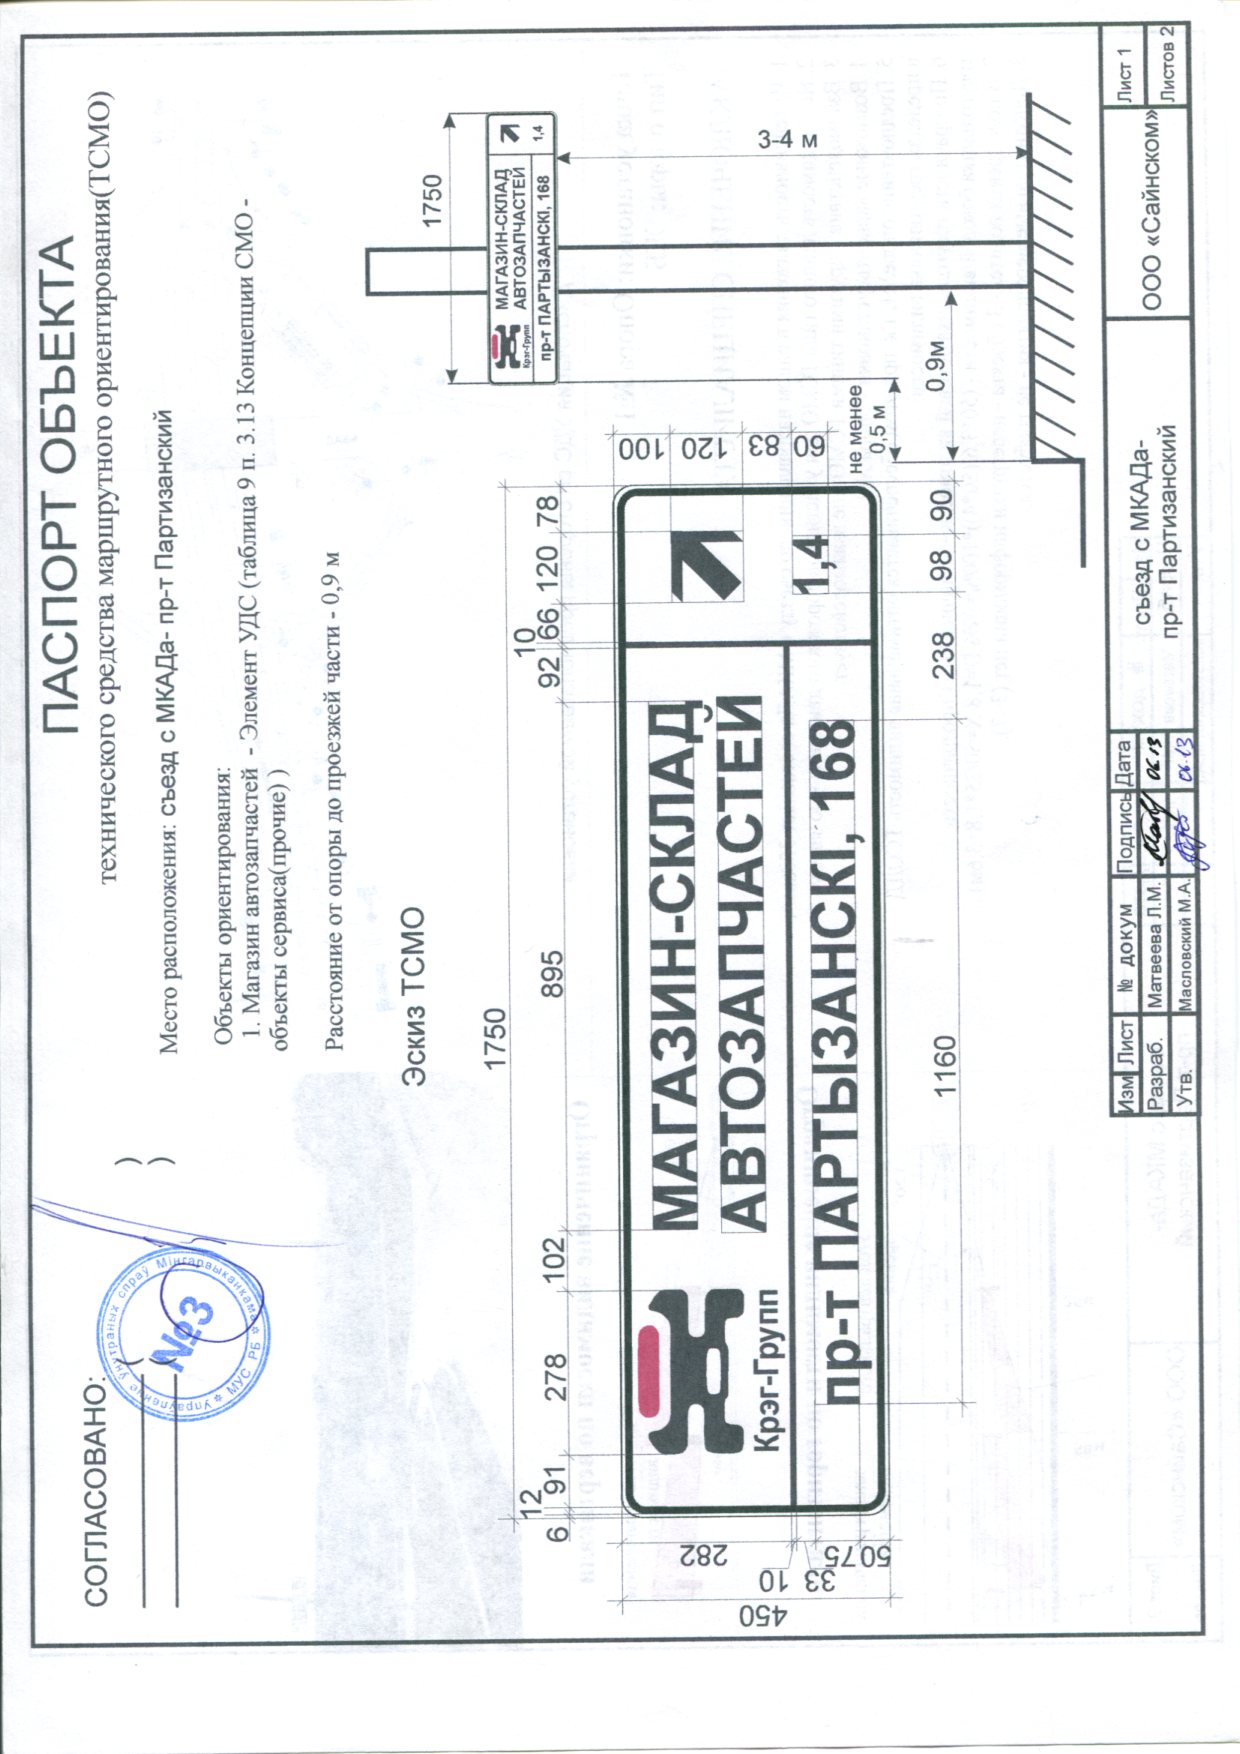 СОГЛАСОВАНО:
( )
( )
Упраўленне ўнутраных спраў Мінгарвыканкама * МУС РБ *
№3
ПАСПОРТ ОБЪЕКТА
технического средства маршрутного ориентирования(ТСМО)
Место расположения: съезд с МКАДа- пр-т Партизанский
Объекты ориентирования:
1. Магазин автозапчастей - Элемент УДС (таблица 9 п. 3.13 Концепции СМО -
объекты сервиса(прочие) )
Расстояние от опоры до проезжей части - 0,9 м
Эскиз ТСМО
1750
6 12 91 278 102 895 92 10 66 120 78
450
282
10
33
75
50
Крэг-Групп
МАГАЗИН-СКЛАД
АВТОЗАПЧАСТЕЙ
пр-т ПАРТЫЗАНСКІ, 168
1,4
100
120
83
60
1160 238 98 90
1750
Крэг-Групп
МАГАЗИН-СКЛАД
АВТОЗАПЧАСТЕЙ
пр-т ПАРТЫЗАНСКІ, 168
1,4
3-4 м
не менее
0,5 м
0,9м
Изм Лист № докум Подпись Дата
Разраб. Матвеева Л.М. 06.13
Утв. Масловский М.А. 06.13
съезд с МКАДа-
пр-т Партизанский
ООО «Сайнском»
Лист 1
Листов 2